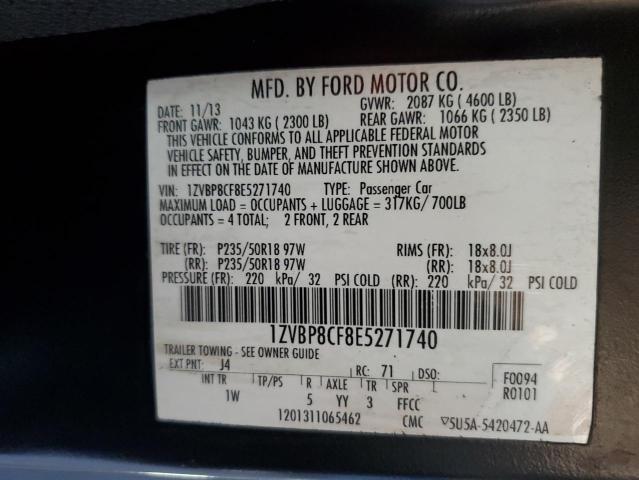 MFD. BY FORD MOTOR CO.
DATE: 11/13 GVWR: 2087 KG ( 4600 LB)
FRONT GAWR: 1043 KG ( 2300 LB) REAR GAWR: 1066 KG ( 2350 LB)
THIS VEHICLE CONFORMS TO ALL APPLICABLE FEDERAL MOTOR
VEHICLE SAFETY, BUMPER, AND THEFT PREVENTION STANDARDS
IN EFFECT ON THE DATE OF MANUFACTURE SHOWN ABOVE.
VIN: 1ZVBP8CF8E5271740 TYPE: Passenger Car
MAXIMUM LOAD = OCCUPANTS + LUGGAGE = 317KG/ 700LB
OCCUPANTS = 4 TOTAL; 2 FRONT, 2 REAR
TIRE (FR): P235/50R18 97W RIMS (FR): 18x8.0J
(RR): P235/50R18 97W (RR): 18x8.0J
PRESSURE (FR): 220 kPa/ 32 PSI COLD (RR): 220 kPa/ 32 PSI COLD
1ZVBP8CF8E5271740
TRAILER TOWING - SEE OWNER GUIDE
EXT PNT: J4 RC: 71 DSO: F0094
INT TR TP/PS R AXLE TR SPR R0101
1W 5 YY 3 FFCC
1201311065462 CMC ▽5U5A-5420472-AA